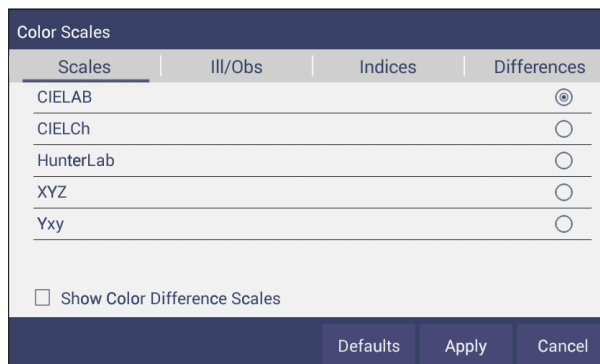 Color Scales
Scales Ill/Obs Indices Differences
CIELAB
CIELCh
HunterLab
XYZ
Yxy
Show Color Difference Scales
Defaults Apply Cancel